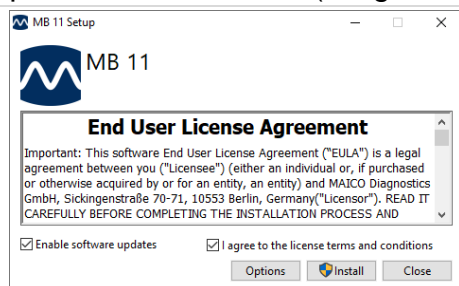 MB 11 Setup
MB 11
End User License Agreement
Important: This software End User License Agreement ("EULA") is a legal
agreement between you ("Licensee") (either an individual or, if purchased
or otherwise acquired by or for an entity, an entity) and MAICO Diagnostics
GmbH, Sickingenstraße 70-71, 10553 Berlin, Germany("Licensor"). READ IT
CAREFULLY BEFORE COMPLETING THE INSTALLATION PROCESS AND
Enable software updates
I agree to the license terms and conditions
Options
Install
Close